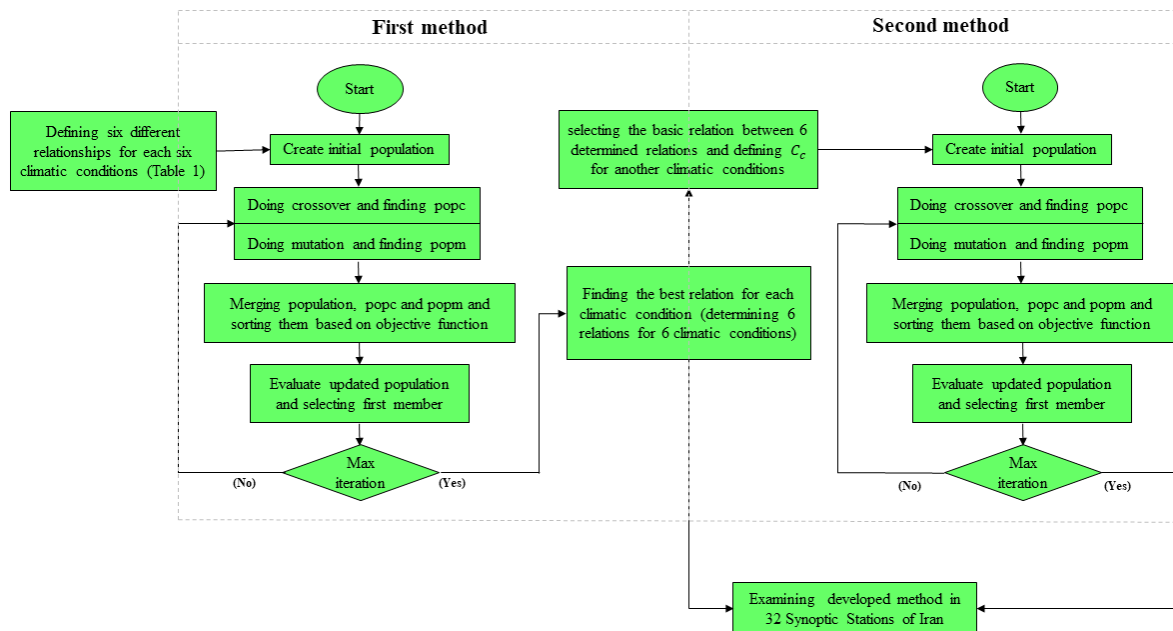 First method
Second method
Start
Defining six different
relationships for each six
climatic conditions (Table 1)
Create initial population
Doing crossover and finding popc
Doing mutation and finding popm
Merging population, popc and popm and
sorting them based on objective function
Evaluate updated population
and selecting first member
Max
iteration
(No)
(Yes)
selecting the basic relation between 6
determined relations and defining C_c
for another climatic conditions
Finding the best relation for each
climatic condition (determining 6
relations for 6 climatic conditions)
Start
Create initial population
Doing crossover and finding popc
Doing mutation and finding popm
Merging population, popc and popm and
sorting them based on objective function
Evaluate updated population
and selecting first member
Max
iteration
(No)
(Yes)
Examining developed method in
32 Synoptic Stations of Iran